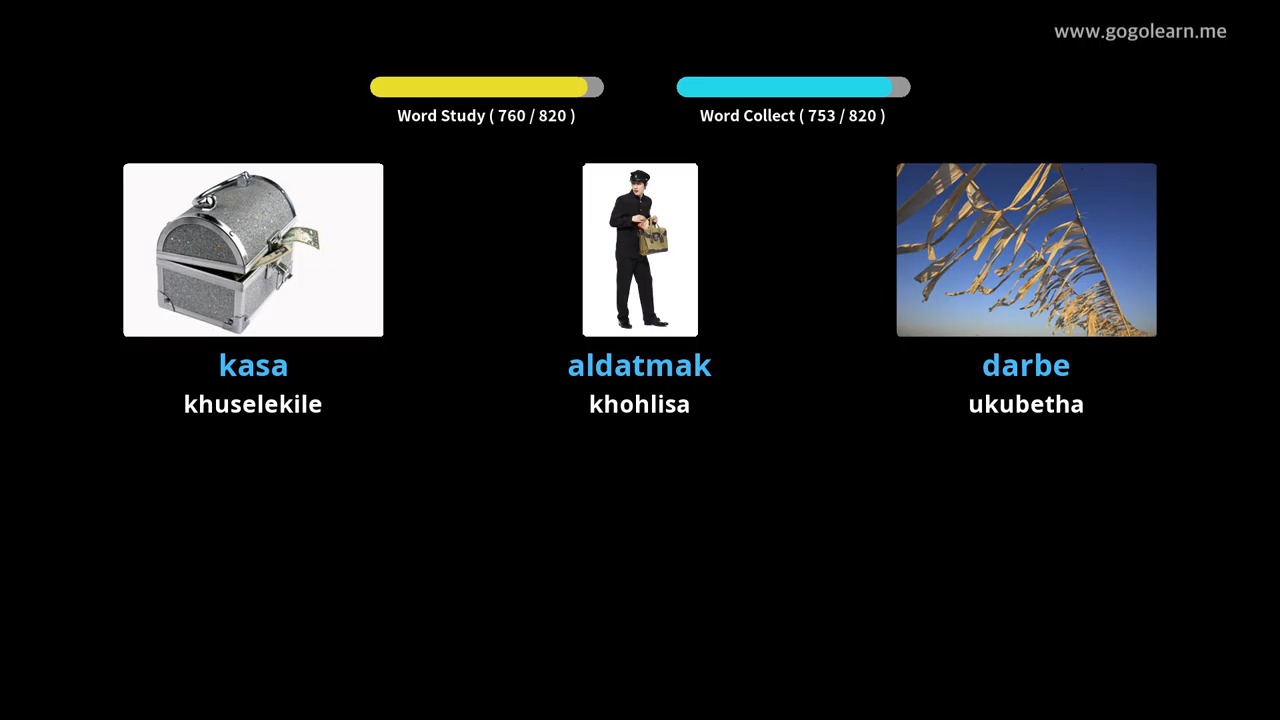 www.gogolearn.me
Word Study ( 760 / 820 )
Word Collect ( 753 / 820 )
kasa
khuselekile
aldatmak
khohlisa
darbe
ukubetha